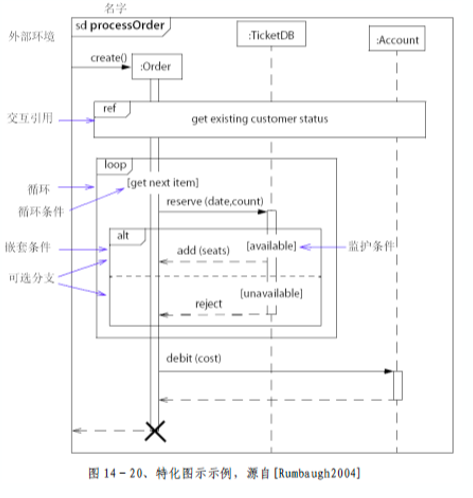 名字
sd processOrder
外部环境
:TicketDB
:Account
create()
:Order
ref
交互引用
get existing customer status
loop
循环
[get next item]
循环条件
reserve (date,count)
alt
嵌套条件
[available]
监护条件
add (seats)
可选分支
[unavailable]
reject
debit (cost)
图 14－20、特化图示示例，源自[Rumbaugh2004]